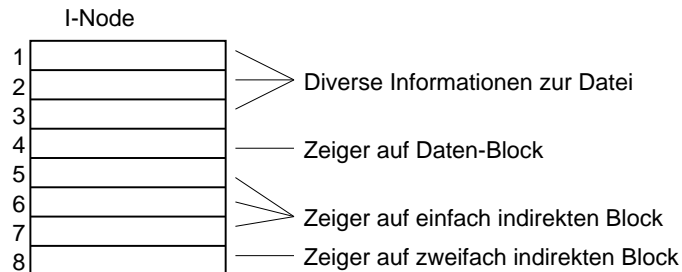 I-Node
1
2
3
4
5
6
7
8
Diverse Informationen zur Datei
Zeiger auf Daten-Block
Zeiger auf einfach indirekten Block
Zeiger auf zweifach indirekten Block